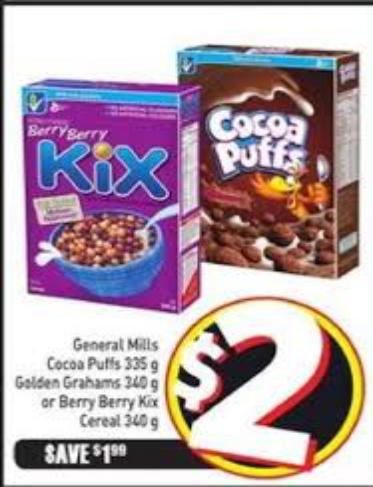 Berry Berry
Kix
Cocoa
Puffs
General Mills
Cocoa Puffs 335 g
Golden Grahams 340 g
or Berry Berry Kix
Cereal 340 g
$2
SAVE $1.99